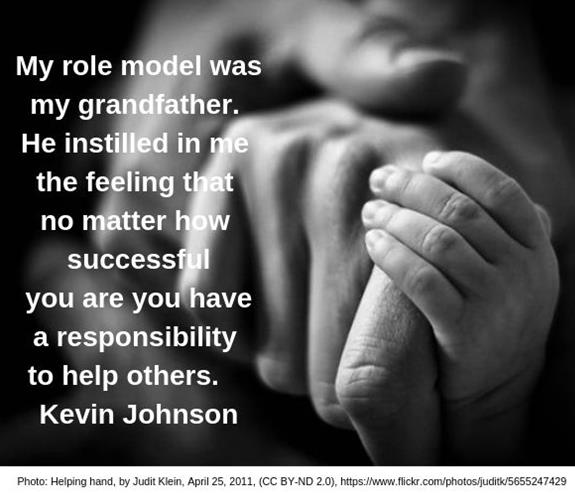 My role model was
my grandfather.
He instilled in me
the feeling that
no matter how
successful
you are you have
a responsibility
to help others.
Kevin Johnson
Photo: Helping hand, by Judit Klein, April 25, 2011, (CC BY-ND 2.0), https://www.flickr.com/photos/juditk/5655247429